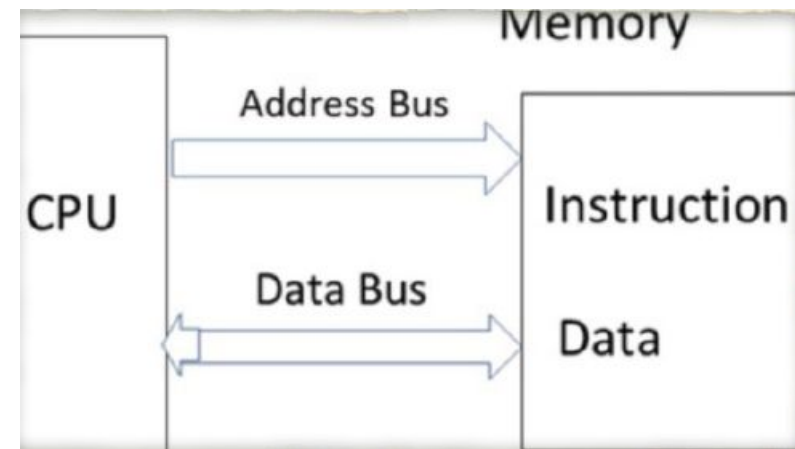 Memory
Address Bus
CPU
Instruction
Data Bus
Data